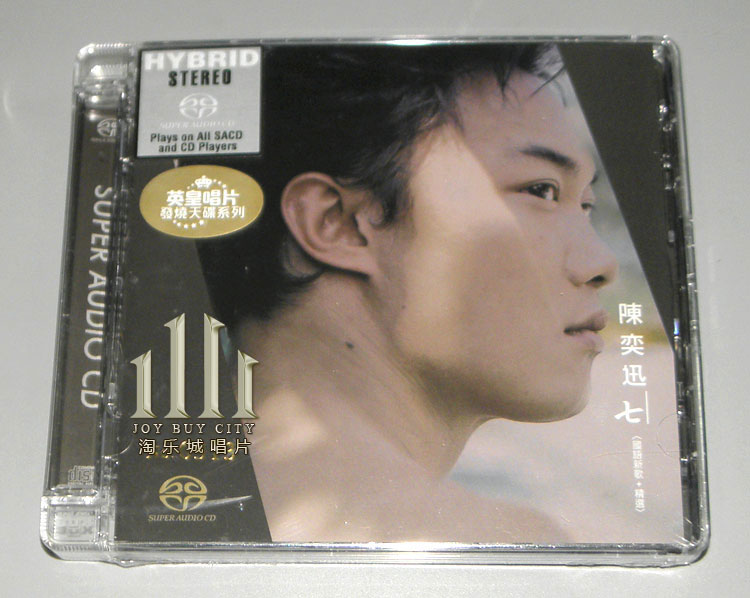 HYBRID
STEREO
SUPER AUDIO CD
Plays on All SACD
and CD Players
英皇唱片
發燒天碟系列
SUPER AUDIO CD
JOY BUY CITY
淘乐城唱片
SUPER AUDIO CD
陳奕迅
七
〈國語新歌•精選〉